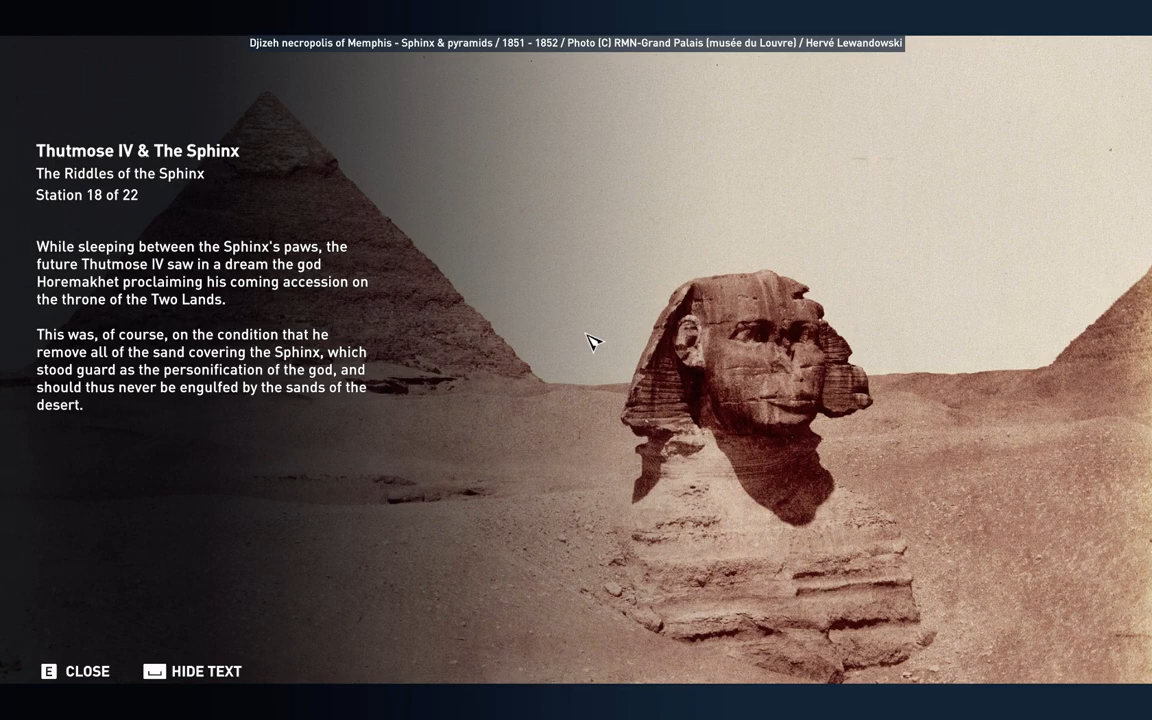 Djizeh necropolis of Memphis - Sphinx & pyramids / 1851 - 1852 / Photo (C) RMN-Grand Palais (musée du Louvre) / Hervé Lewandowski
Thutmose IV & The Sphinx
The Riddles of the Sphinx
Station 18 of 22
While sleeping between the Sphinx's paws, the
future Thutmose IV saw in a dream the god
Horemakhet proclaiming his coming accession on
the throne of the Two Lands.
This was, of course, on the condition that he
remove all of the sand covering the Sphinx, which
stood guard as the personification of the god, and
should thus never be engulfed by the sands of the
desert.
E CLOSE HIDE TEXT